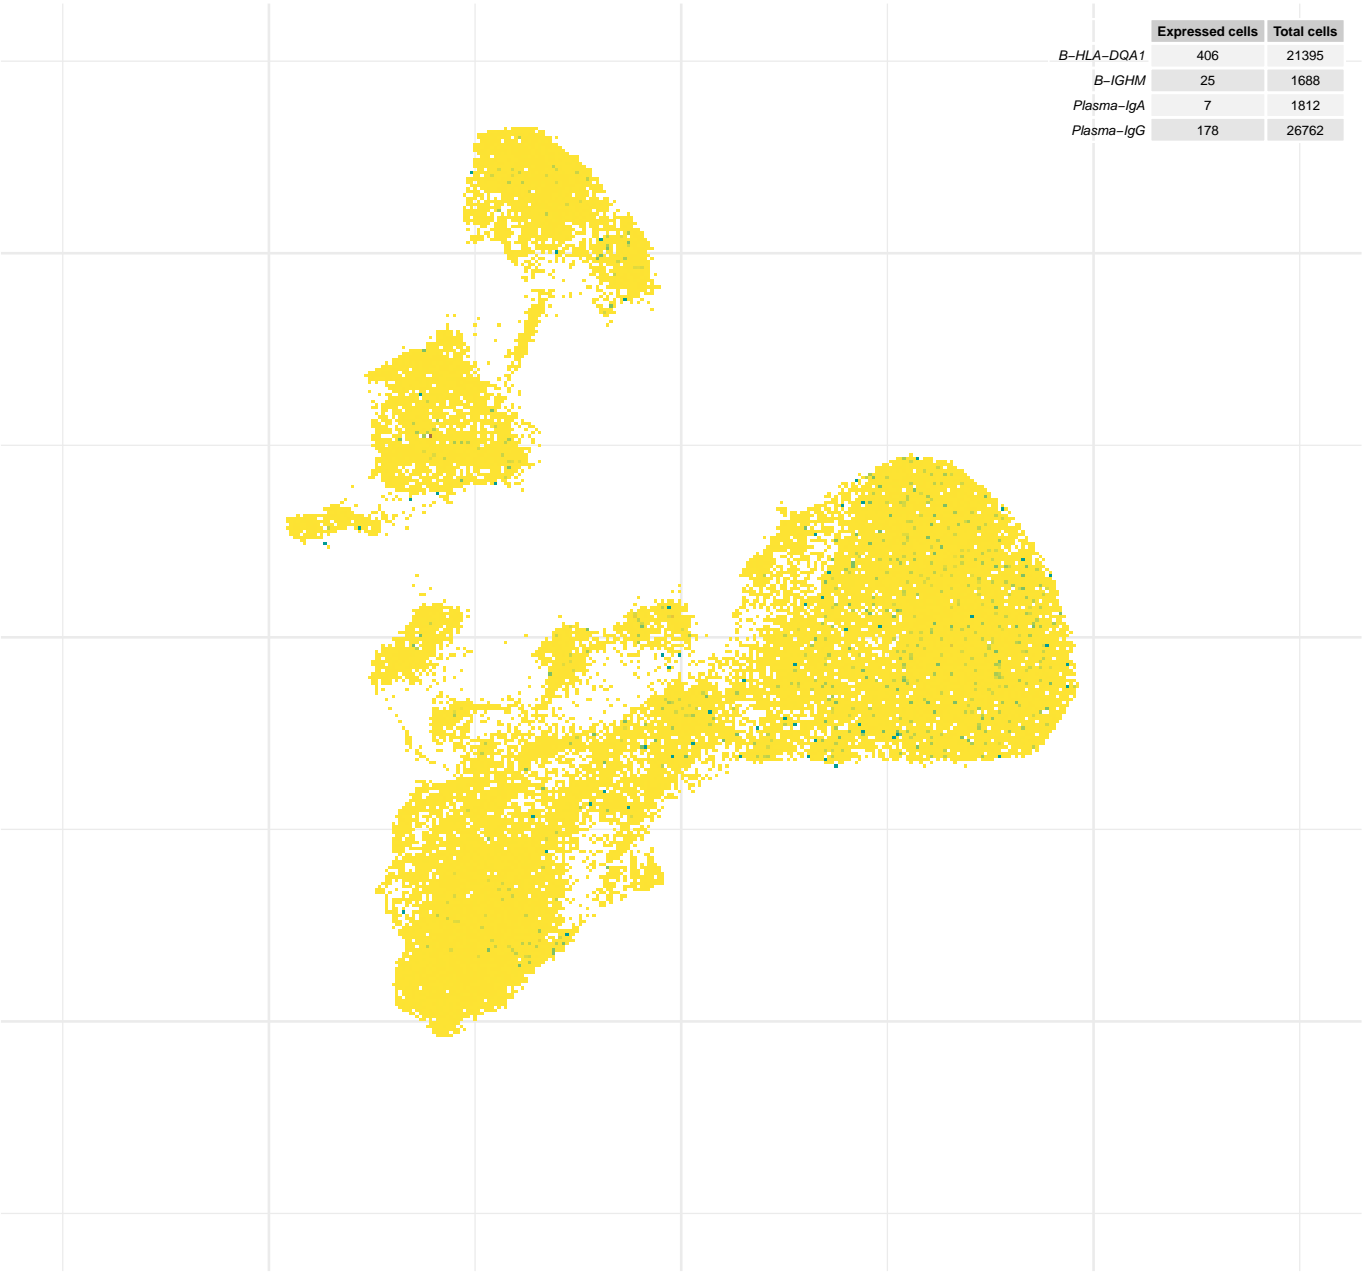 Expressed cells Total cells
B−HLA−DQA1 406 21395
B−IGHM 25 1688
Plasma−IgA 7 1812
Plasma−IgG 178 26762